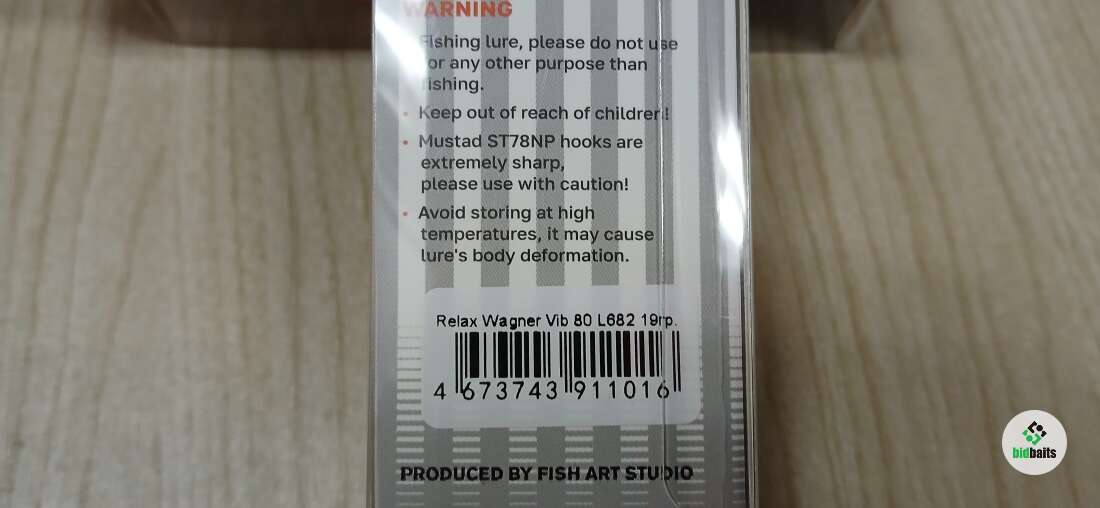 WARNING
Fishing lure, please do not use
for any other purpose than
fishing.
• Keep out of reach of children!
• Mustad ST78NP hooks are
extremely sharp,
please use with caution!
• Avoid storing at high
temperatures, it may cause
lure's body deformation.
Relax Wagner Vib 80 L682 19гр.
4 673743 911016
PRODUCED BY FISH ART STUDIO
bidbaits